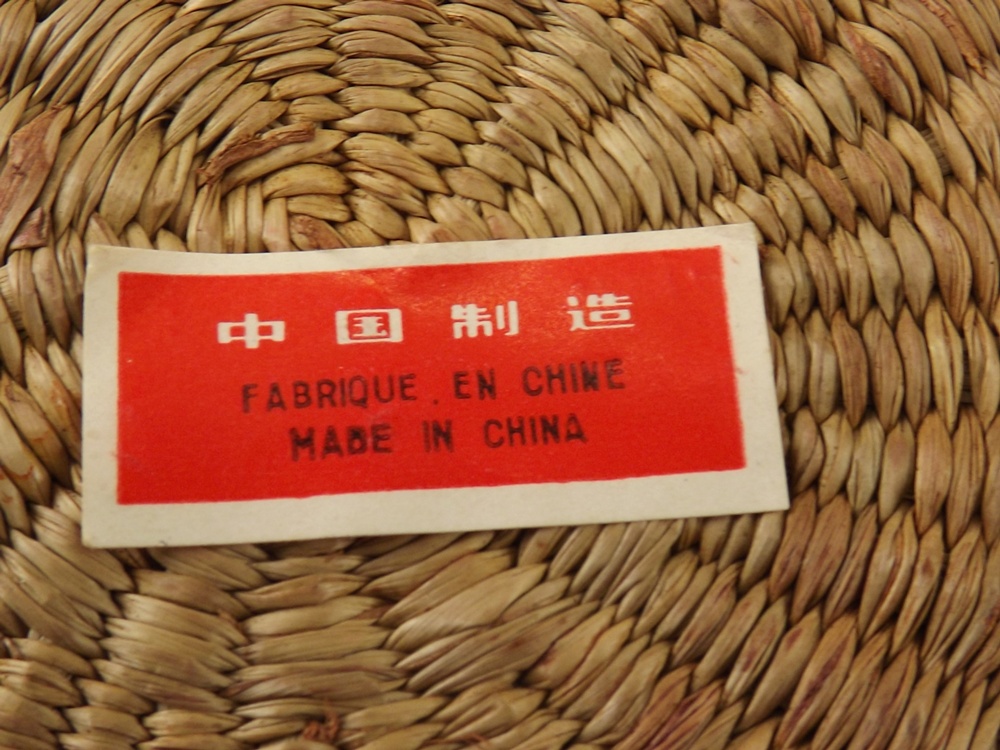 中国制造
FABRIQUE . EN CHINE
MADE IN CHINA